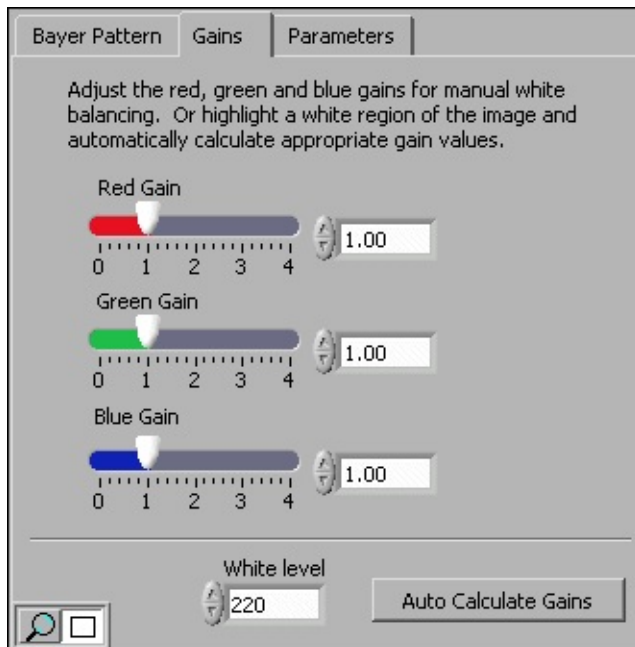 Bayer Pattern Gains Parameters
Adjust the red, green and blue gains for manual white
balancing. Or highlight a white region of the image and
automatically calculate appropriate gain values.
Red Gain
1.00
0 1 2 3 4
Green Gain
1.00
0 1 2 3 4
Blue Gain
1.00
0 1 2 3 4
White level
220 Auto Calculate Gains